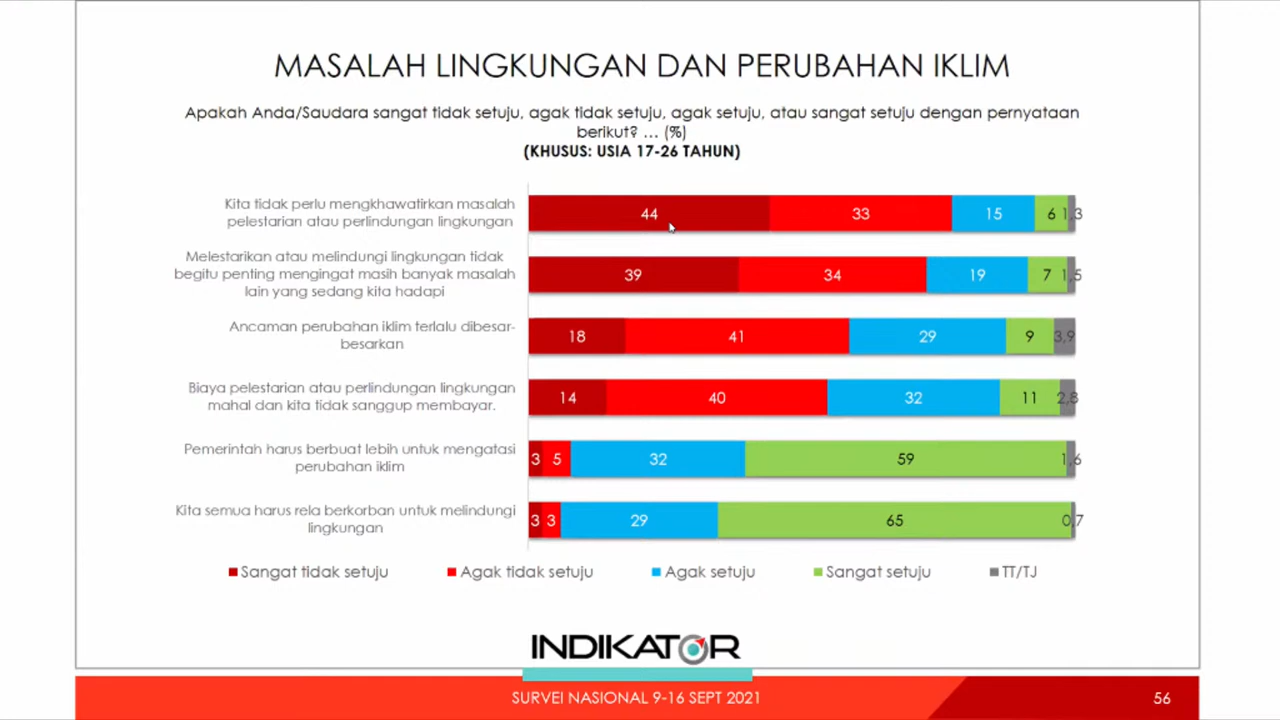 MASALAH LINGKUNGAN DAN PERUBAHAN IKLIM
Apakah Anda/Saudara sangat tidak setuju, agak tidak setuju, agak setuju, atau sangat setuju dengan pernyataan
berikut? ... (%)
(KHUSUS: USIA 17-26 TAHUN)
Kita tidak perlu mengkhawatirkan masalah
pelestarian atau perlindungan lingkungan
44 33 15 6 1,3
Melestarikan atau melindungi lingkungan tidak
begitu penting mengingat masih banyak masalah
lain yang sedang kita hadapi
39 34 19 7 1,5
Ancaman perubahan iklim terlalu dibesar-
besarkan
18 41 29 9 3,9
Biaya pelestarian atau perlindungan lingkungan
mahal dan kita tidak sanggup membayar.
14 40 32 11 2,8
Pemerintah harus berbuat lebih untuk mengatasi
perubahan iklim
3 5 32 59 1,6
Kita semua harus rela berkorban untuk melindungi
lingkungan
3 3 29 65 0,7
Sangat tidak setuju Agak tidak setuju Agak setuju Sangat setuju TT/TJ
INDIKATOR
SURVEI NASIONAL 9-16 SEPT 2021
56